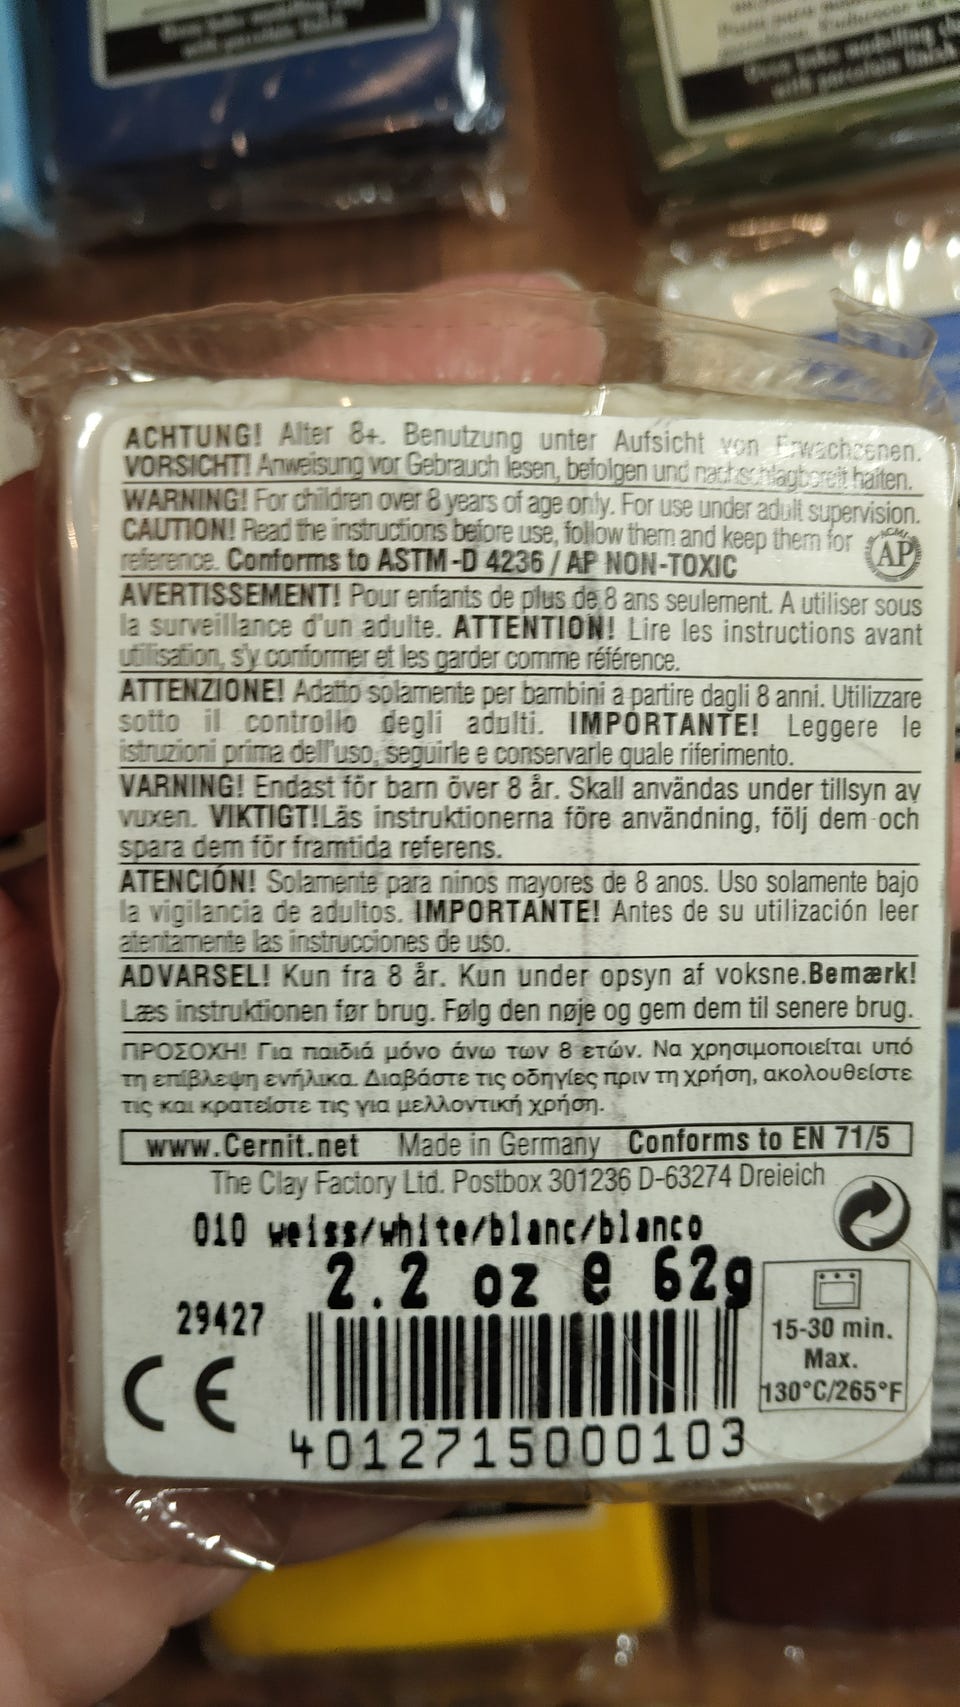 Oven bake modelling
with porcelain finish
ACHTUNG! Alter 8+. Benutzung unter Aufsicht von Erwachsenen.
VORSICHT! Anweisung vor Gebrauch lesen, befolgen und nachschlagbereit halten.
WARNING! For children over 8 years of age only. For use under adult supervision.
CAUTION! Read the instructions before use, follow them and keep them for
reference. Conforms to ASTM-D 4236 / AP NON-TOXIC
ACMI
AP
AVERTISSEMENT! Pour enfants de plus de 8 ans seulement. A utiliser sous
la surveillance d'un adulte. ATTENTION! Lire les instructions avant
utilisation, s'y conformer et les garder comme référence.
ATTENZIONE! Adatto solamente per bambini a partire dagli 8 anni. Utilizzare
sotto il controllo degli adulti. IMPORTANTE! Leggere le
istruzioni prima dell'uso, seguirle e conservarle quale riferimento.
VARNING! Endast för barn över 8 år. Skall användas under tillsyn av
vuxen. VIKTIGT!Läs instruktionerna före användning, följ dem och
spara dem för framtida referens.
ATENCIÓN! Solamente para ninos mayores de 8 anos. Uso solamente bajo
la vigilancia de adultos. IMPORTANTE! Antes de su utilización leer
atentamente las instrucciones de uso.
ADVARSEL! Kun fra 8 år. Kun under opsyn af voksne.Bemærk!
Læs instruktionen før brug. Følg den nøje og gem dem til senere brug.
ΠΡΟΣΟΧΗ! Για παιδιά μόνο άνω των 8 ετών. Να χρησιμοποιείται υπό
τη επίβλεψη ενήλικα. Διαβάστε τις οδηγίες πριν τη χρήση, ακολουθείστε
τις και κρατείστε τις για μελλοντική χρήση.
www.Cernit.net Made in Germany Conforms to EN 71/5
The Clay Factory Ltd. Postbox 301236 D-63274 Dreieich
010 weiss/white/blanc/blanco
2.2 oz e 62g
29427
CE
15-30 min.
Max.
130°C/265°F
4012715000103